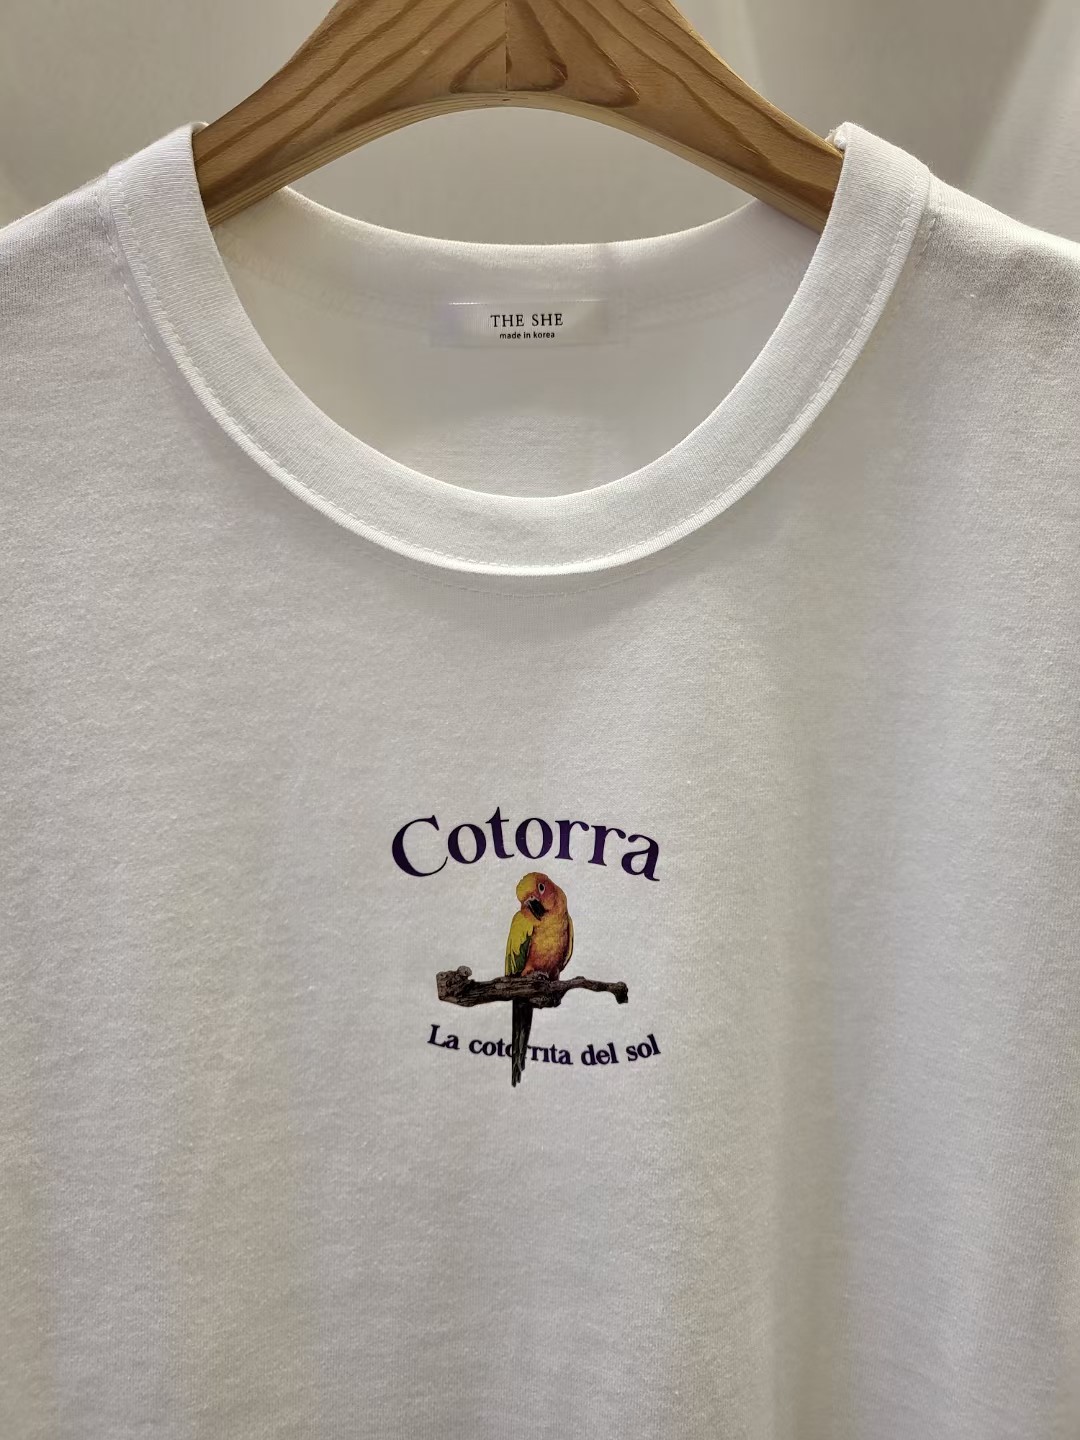 THE SHE
made in korea
Cotorra
La cotorrita del sol